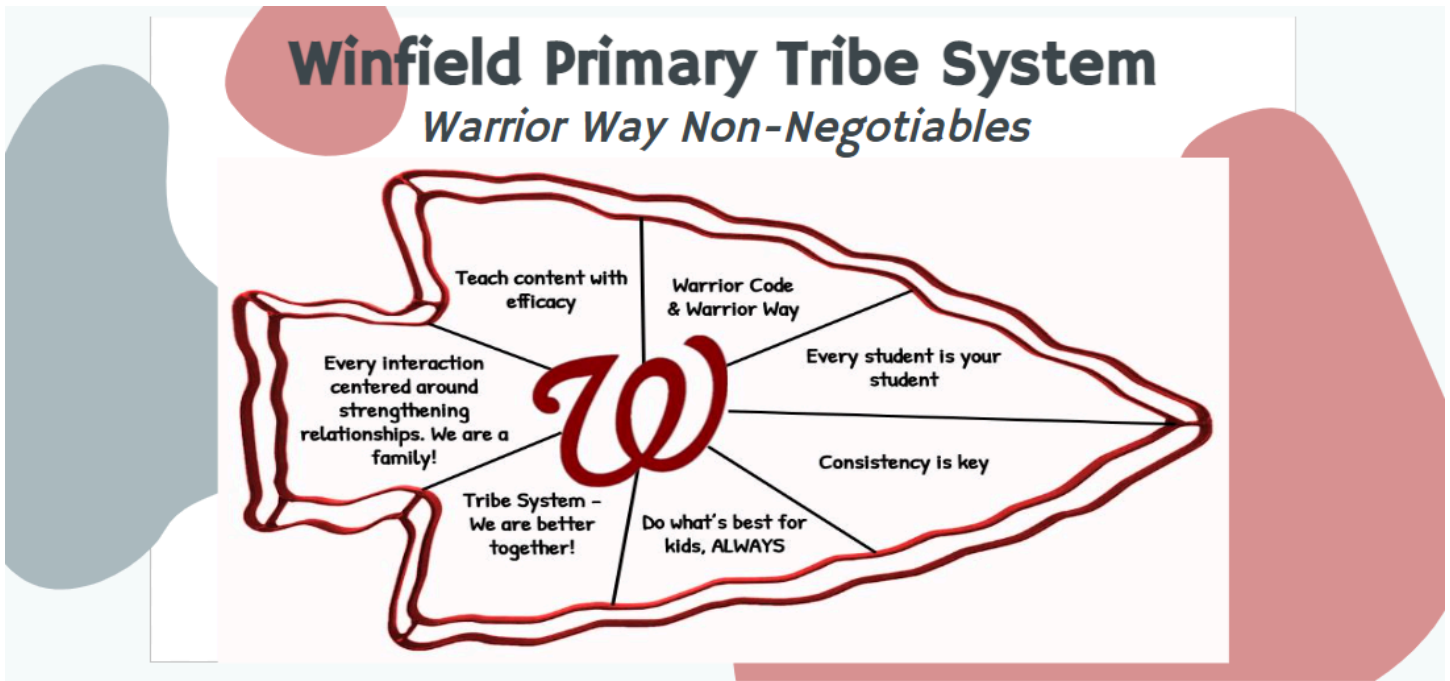 Winfield Primary Tribe System
Warrior Way Non-Negotiables
Teach content with
efficacy
Warrior Code
& Warrior Way
Every student is your
student
Consistency is key
Do what's best for
kids, ALWAYS
Tribe System -
We are better
together!
Every interaction
centered around
strengthening
relationships. We are a
family!
W